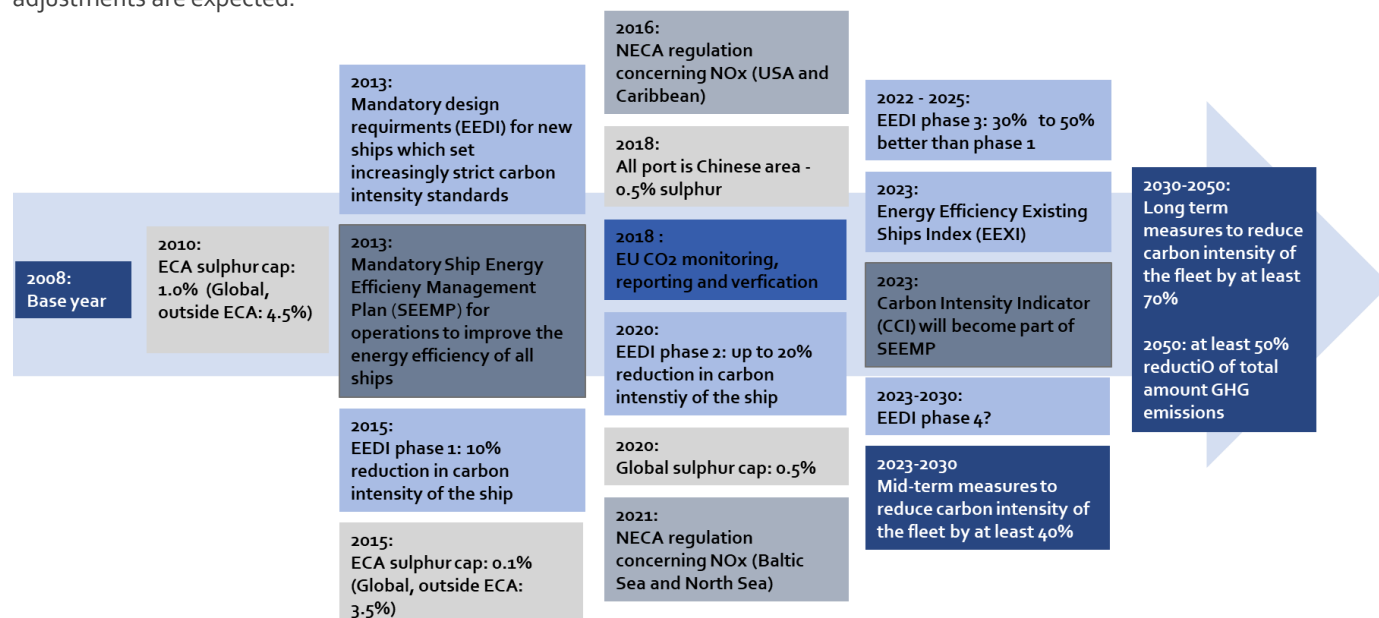 adjustments are expected.
2008:
Base year
2010:
ECA sulphur cap:
1.0% (Global,
outside ECA: 4.5%)
2013:
Mandatory design
requirments (EEDI) for new
ships which set
increasingly strict carbon
intensity standards
2013:
Mandatory Ship Energy
Efficieny Management
Plan (SEEMP) for
operations to improve the
energy efficiency of all
ships
2015:
EEDI phase 1: 10%
reduction in carbon
intensity of the ship
2015:
ECA sulphur cap: 0.1%
(Global, outside ECA:
3.5%)
2016:
NECA regulation
concerning NOx (USA and
Caribbean)
2018:
All port is Chinese area -
0.5% sulphur
2018 :
EU CO2 monitoring,
reporting and verfication
2020:
EEDI phase 2: up to 20%
reduction in carbon
intenstiy of the ship
2020:
Global sulphur cap: 0.5%
2021:
NECA regulation
concerning NOx (Baltic
Sea and North Sea)
2022 - 2025:
EEDI phase 3: 30% to 50%
better than phase 1
2023:
Energy Efficiency Existing
Ships Index (EEXI)
2023:
Carbon Intensity Indicator
(CCI) will become part of
SEEMP
2023-2030:
EEDI phase 4?
2023-2030
Mid-term measures to
reduce carbon intensity of
the fleet by at least 40%
2030-2050:
Long term
measures to reduce
carbon intensity of
the fleet by at least
70%
2050: at least 50%
reductiO of total
amount GHG
emissions